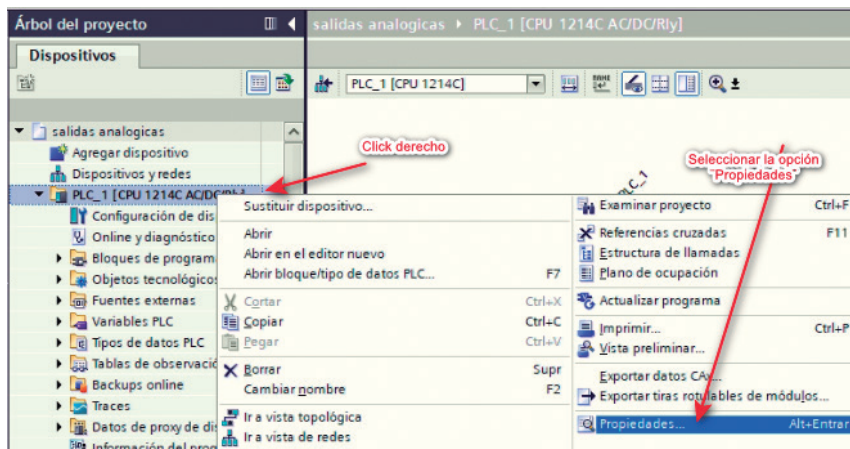 Árbol del proyecto
salidas analogicas ▸ PLC_1 [CPU 1214C AC/DC/Rly]
Dispositivos
PLC_1 [CPU 1214C]
salidas analogicas
Agregar dispositivo
Dispositivos y redes
PLC_1 [CPU 1214C AC/DC/Rly]
Configuración de dis
Online y diagnóstico
Bloques de program
Objetos tecnológicos
Fuentes externas
Variables PLC
Tipos de datos PLC
Tablas de observació
Backups online
Traces
Datos de proxy de dis
Información del prog
Click derecho
Seleccionar la opción
"Propiedades"
PLC_1
Sustituir dispositivo...
Abrir
Abrir en el editor nuevo
Abrir bloque/tipo de datos PLC... F7
Cortar Ctrl+X
Copiar Ctrl+C
Pegar Ctrl+V
Borrar Supr
Cambiar nombre F2
Ir a vista topológica
Ir a vista de redes
Examinar proyecto Ctrl+F
Referencias cruzadas F11
Estructura de llamadas
Plano de ocupación
Actualizar programa
Imprimir... Ctrl+P
Vista preliminar...
Exportar datos CAx...
Exportar tiras rotulables de módulos...
Propiedades... Alt+Entrar